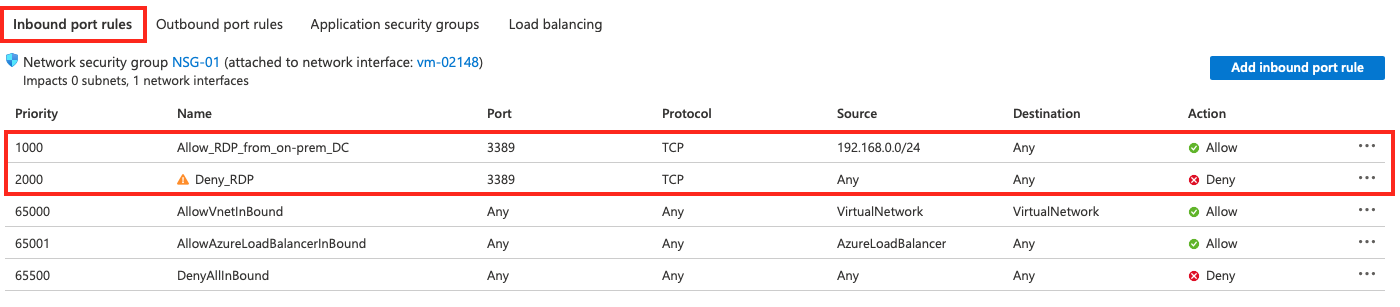 Inbound port rules Outbound port rules Application security groups Load balancing
Network security group NSG-01 (attached to network interface: vm-02148)
Impacts 0 subnets, 1 network interfaces
Add inbound port rule
Priority Name Port Protocol Source Destination Action
1000 Allow_RDP_from_on-prem_DC 3389 TCP 192.168.0.0/24 Any Allow
2000 Deny_RDP 3389 TCP Any Any Deny
65000 AllowVnetInBound Any Any VirtualNetwork VirtualNetwork Allow
65001 AllowAzureLoadBalancerInBound Any Any AzureLoadBalancer Any Allow
65500 DenyAllInBound Any Any Any Any Deny